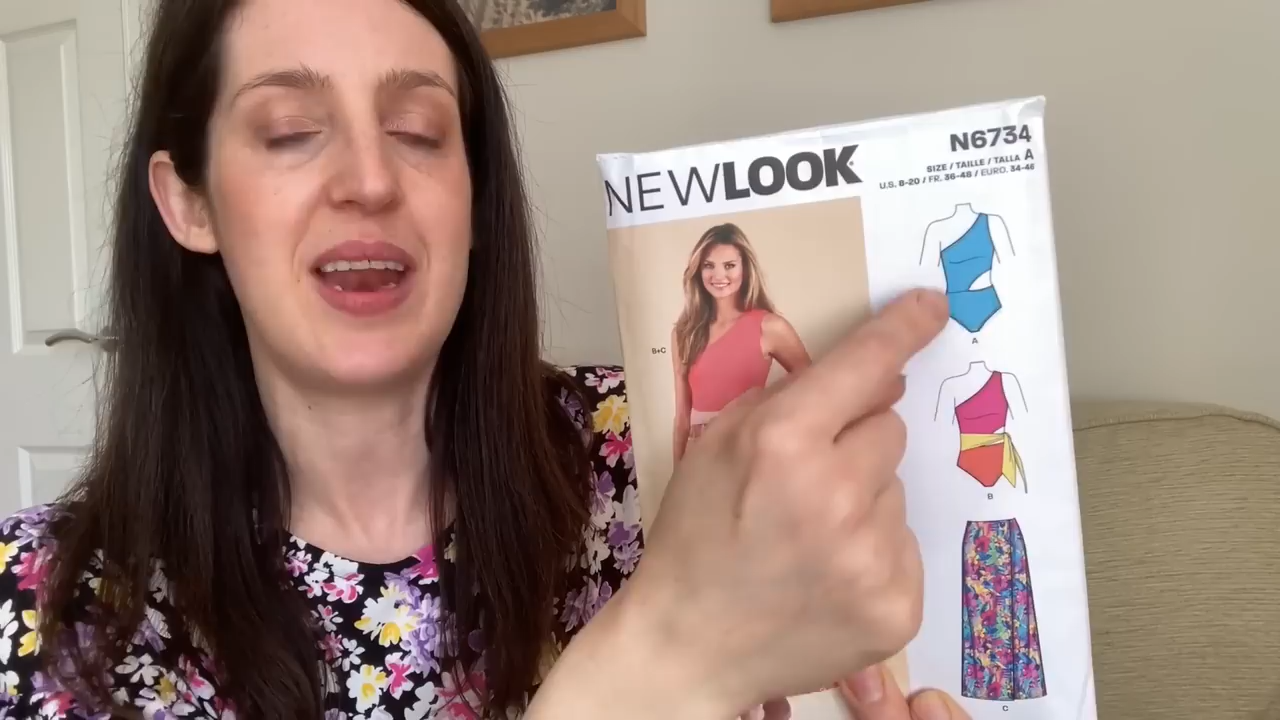 NEWLOOK
N6734
SIZE / TAILLE / TALLA A
U.S. 8-20 / FR. 36-48 / EURO. 34-46
B+C
A
B
C